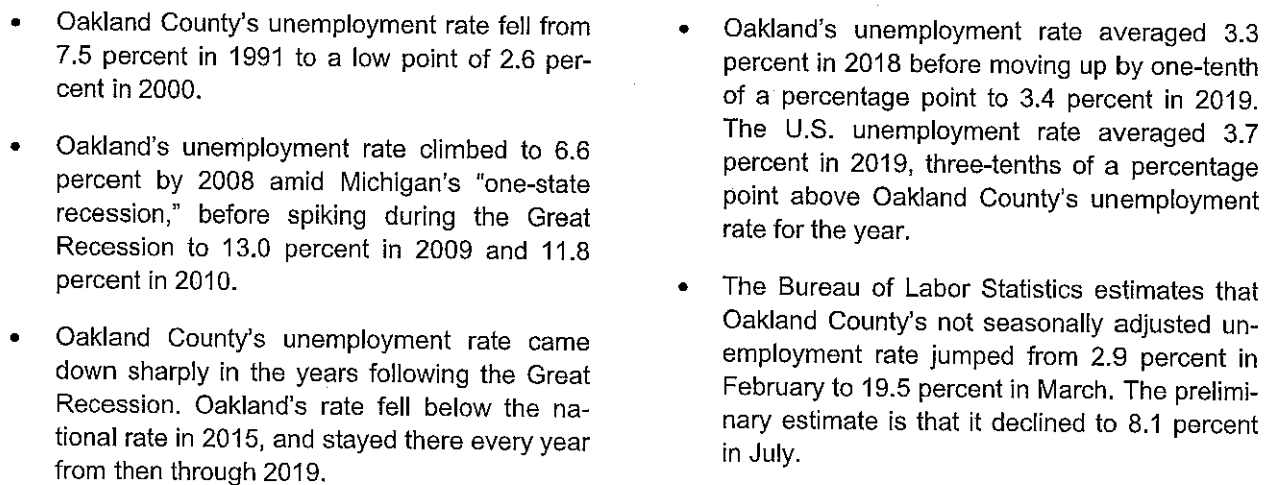 • Oakland County's unemployment rate fell from
7.5 percent in 1991 to a low point of 2.6 per-
cent in 2000.
• Oakland's unemployment rate climbed to 6.6
percent by 2008 amid Michigan's "one-state
recession," before spiking during the Great
Recession to 13.0 percent in 2009 and 11.8
percent in 2010.
• Oakland County's unemployment rate came
down sharply in the years following the Great
Recession. Oakland's rate fell below the na-
tional rate in 2015, and stayed there every year
from then through 2019.
• Oakland's unemployment rate averaged 3.3
percent in 2018 before moving up by one-tenth
of a percentage point to 3.4 percent in 2019.
The U.S. unemployment rate averaged 3.7
percent in 2019, three-tenths of a percentage
point above Oakland County's unemployment
rate for the year.
• The Bureau of Labor Statistics estimates that
Oakland County's not seasonally adjusted un-
employment rate jumped from 2.9 percent in
February to 19.5 percent in March. The prelimi-
nary estimate is that it declined to 8.1 percent
in July.